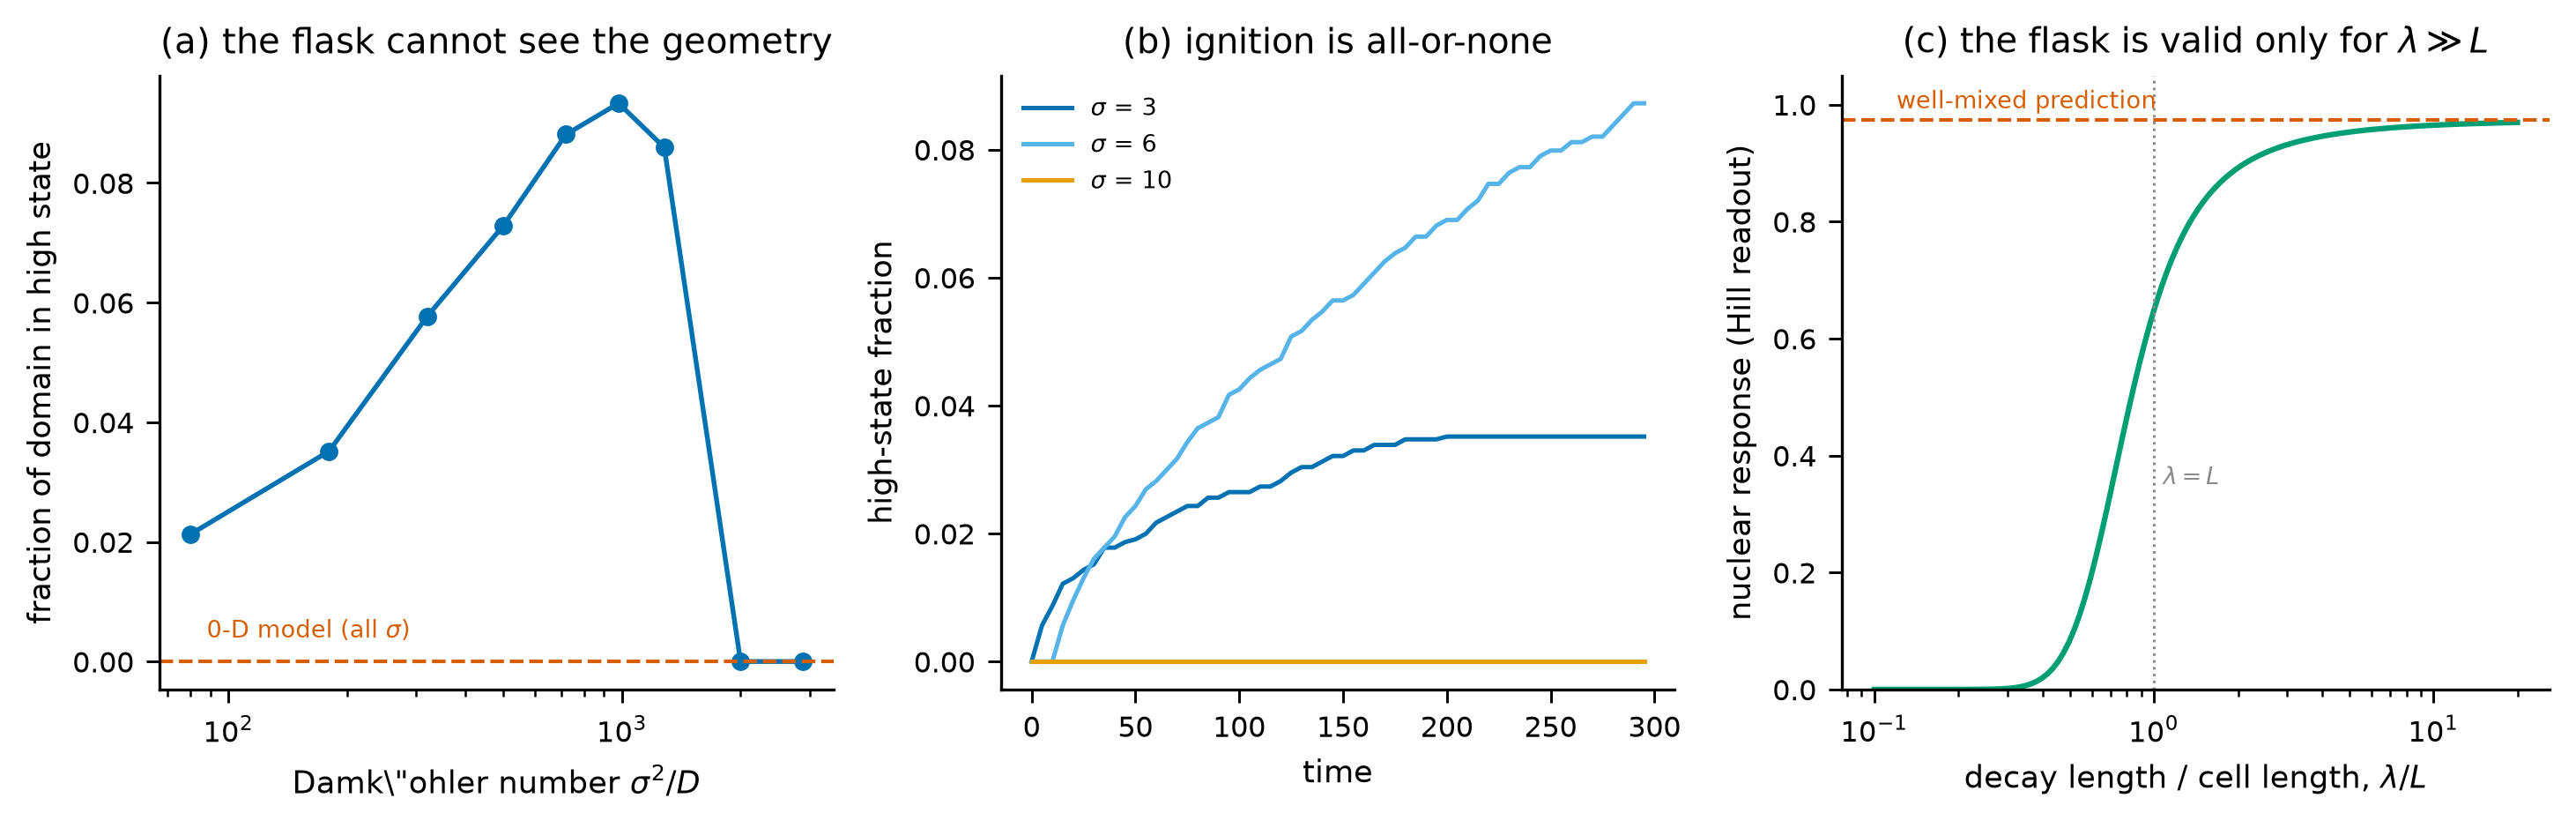 (a) the flask cannot see the geometry
fraction of domain in high state
0.08
0.06
0.04
0.02
0.00
0-D model (all σ)
10²
10³
Damk\"ohler number σ²/D
(b) ignition is all-or-none
high-state fraction
σ = 3
σ = 6
σ = 10
0.08
0.06
0.04
0.02
0.00
0
50
100
150
200
250
300
time
(c) the flask is valid only for λ ≫ L
nuclear response (Hill readout)
well-mixed prediction
1.0
0.8
0.6
0.4
0.2
0.0
λ = L
10⁻¹
10⁰
10¹
decay length / cell length, λ/L